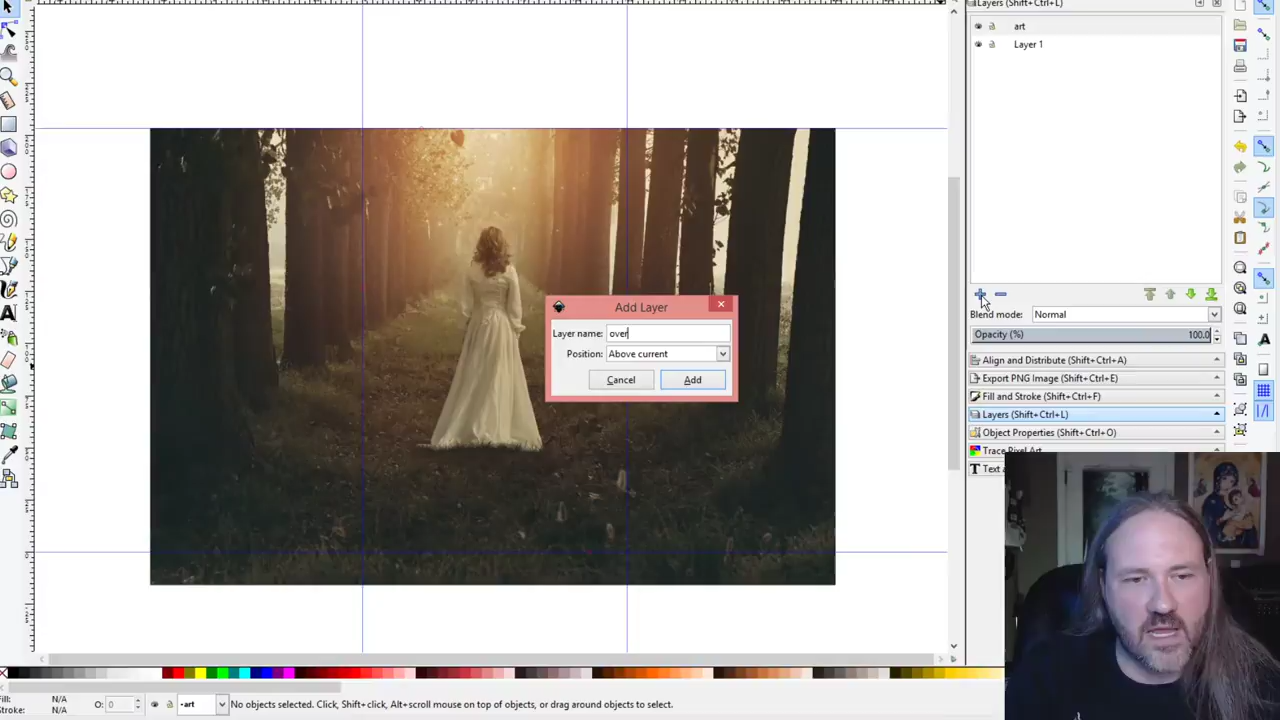 Layers (Shift+Ctrl+L)
art
Layer 1
Add Layer
Layer name: over
Position: Above current
Cancel
Add
Blend mode: Normal
Opacity (%) 100.0
Align and Distribute (Shift+Ctrl+A)
Export PNG Image (Shift+Ctrl+E)
Fill and Stroke (Shift+Ctrl+F)
Layers (Shift+Ctrl+L)
Object Properties (Shift+Ctrl+O)
Trace Pixel Art
Text a
Fill: N/A
Stroke: N/A
O: 0
art
No objects selected. Click, Shift+click, Alt+scroll mouse on top of objects, or drag around objects to select.